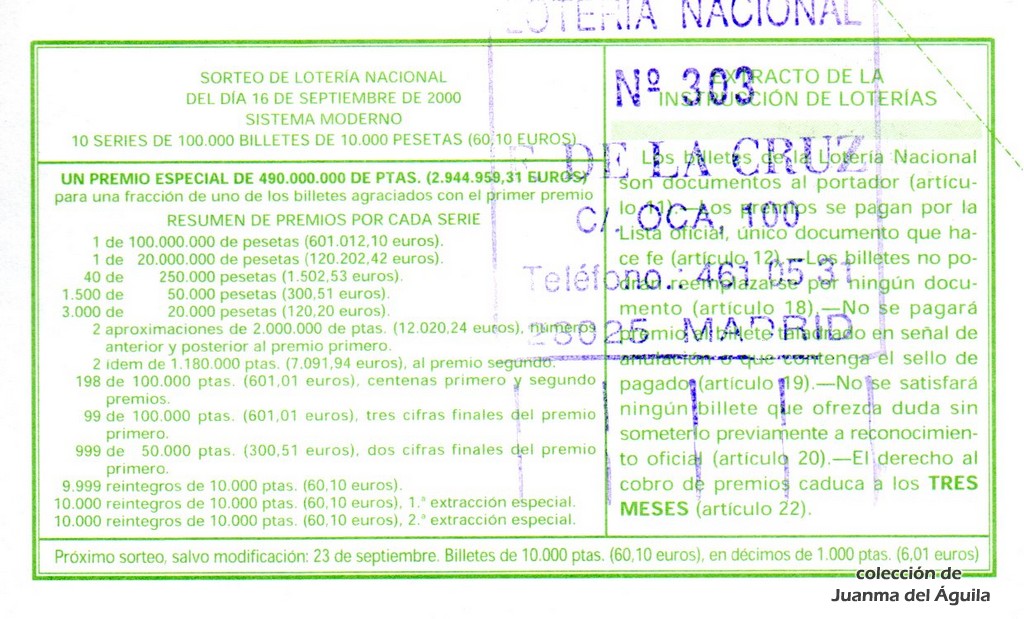 LOTERÍA NACIONAL
Nº 303
F DE LA CRUZ
C/. OCA, 100
Teléfono.: 461.05.31
28025 MADRID
SORTEO DE LOTERÍA NACIONAL
DEL DÍA 16 DE SEPTIEMBRE DE 2000
SISTEMA MODERNO
10 SERIES DE 100.000 BILLETES DE 10.000 PESETAS (60,10 EUROS)
UN PREMIO ESPECIAL DE 490.000.000 DE PTAS. (2.944.959,31 EUROS)
para una fracción de uno de los billetes agraciados con el primer premio
RESUMEN DE PREMIOS POR CADA SERIE
1 de 100.000.000 de pesetas (601.012,10 euros).
1 de 20.000.000 de pesetas (120.202,42 euros).
40 de 250.000 pesetas (1.502,53 euros).
1.500 de 50.000 pesetas (300,51 euros).
3.000 de 20.000 pesetas (120,20 euros).
2 aproximaciones de 2.000.000 de ptas. (12.020,24 euros), números
anterior y posterior al premio primero.
2 idem de 1.180.000 ptas. (7.091,94 euros), al premio segundo.
198 de 100.000 ptas. (601,01 euros), centenas primero y segundo
premios.
99 de 100.000 ptas. (601,01 euros), tres cifras finales del premio
primero.
999 de 50.000 ptas. (300,51 euros), dos cifras finales del premio
primero.
9.999 reintegros de 10.000 ptas. (60,10 euros).
10.000 reintegros de 10.000 ptas. (60,10 euros), 1.ª extracción especial.
10.000 reintegros de 10.000 ptas. (60,10 euros), 2.ª extracción especial.
EXTRACTO DE LA
INSTRUCCIÓN DE LOTERÍAS
Los billetes de la Lotería Nacional
son documentos al portador (artícu-
lo 11).—Los premios se pagan por la
Lista oficial, único documento que ha-
ce fe (artículo 12).—Los billetes no po-
drán reemplazarse por ningún docu-
mento (artículo 18).—No se pagará
premio al billete taladrado en señal de
anulación o que contenga el sello de
pagado (artículo 19).—No se satisfará
ningún billete que ofrezca duda sin
someterlo previamente a reconocimien-
to oficial (artículo 20).—El derecho al
cobro de premios caduca a los TRES
MESES (artículo 22).
Próximo sorteo, salvo modificación: 23 de septiembre. Billetes de 10.000 ptas. (60,10 euros), en décimos de 1.000 ptas. (6,01 euros)
colección de
Juanma del Águila